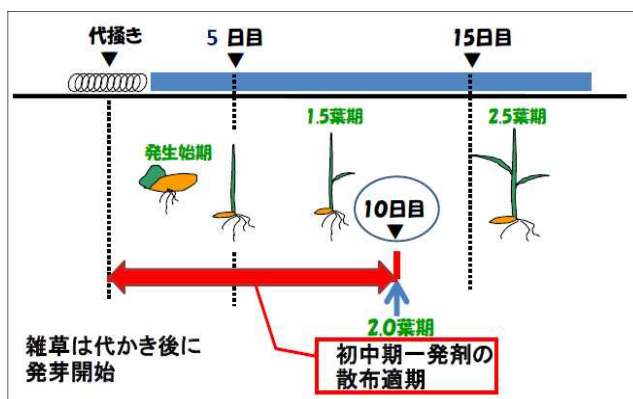 代掻き
5 日目
15日目
1.5葉期
2.5葉期
発生始期
10日目
2.0葉期
雑草は代かき後に
発芽開始
初中期一発剤の
散布適期